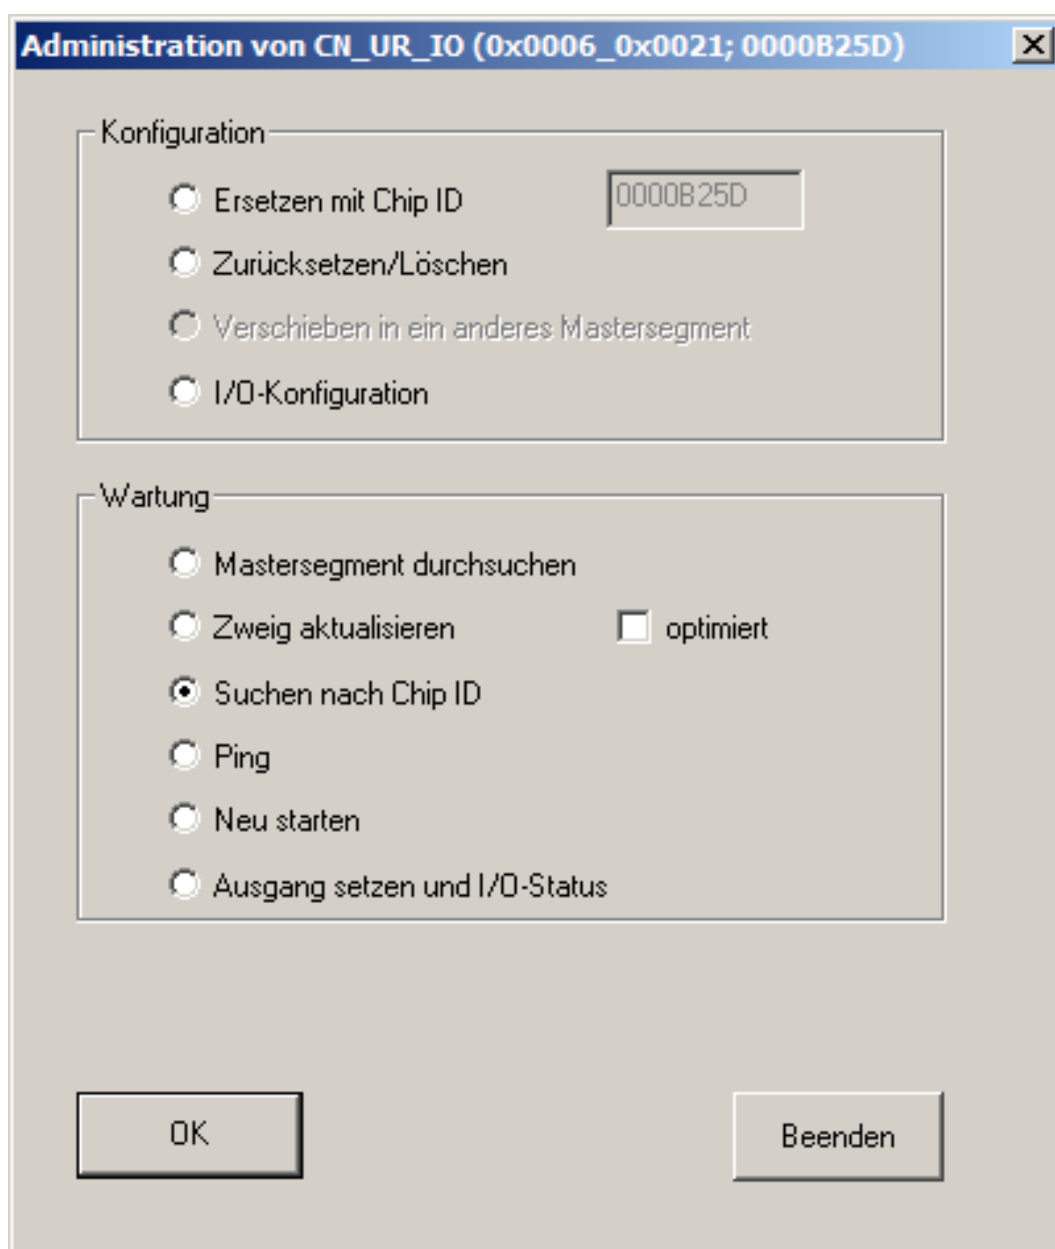 Administration von CN_UR_IO (0x0006_0x0021; 0000B25D)
Konfiguration
Ersetzen mit Chip ID 0000B25D
Zurücksetzen/Löschen
Verschieben in ein anderes Mastersegment
I/O-Konfiguration
Wartung
Mastersegment durchsuchen
Zweig aktualisieren optimiert
Suchen nach Chip ID
Ping
Neu starten
Ausgang setzen und I/O-Status
OK Beenden